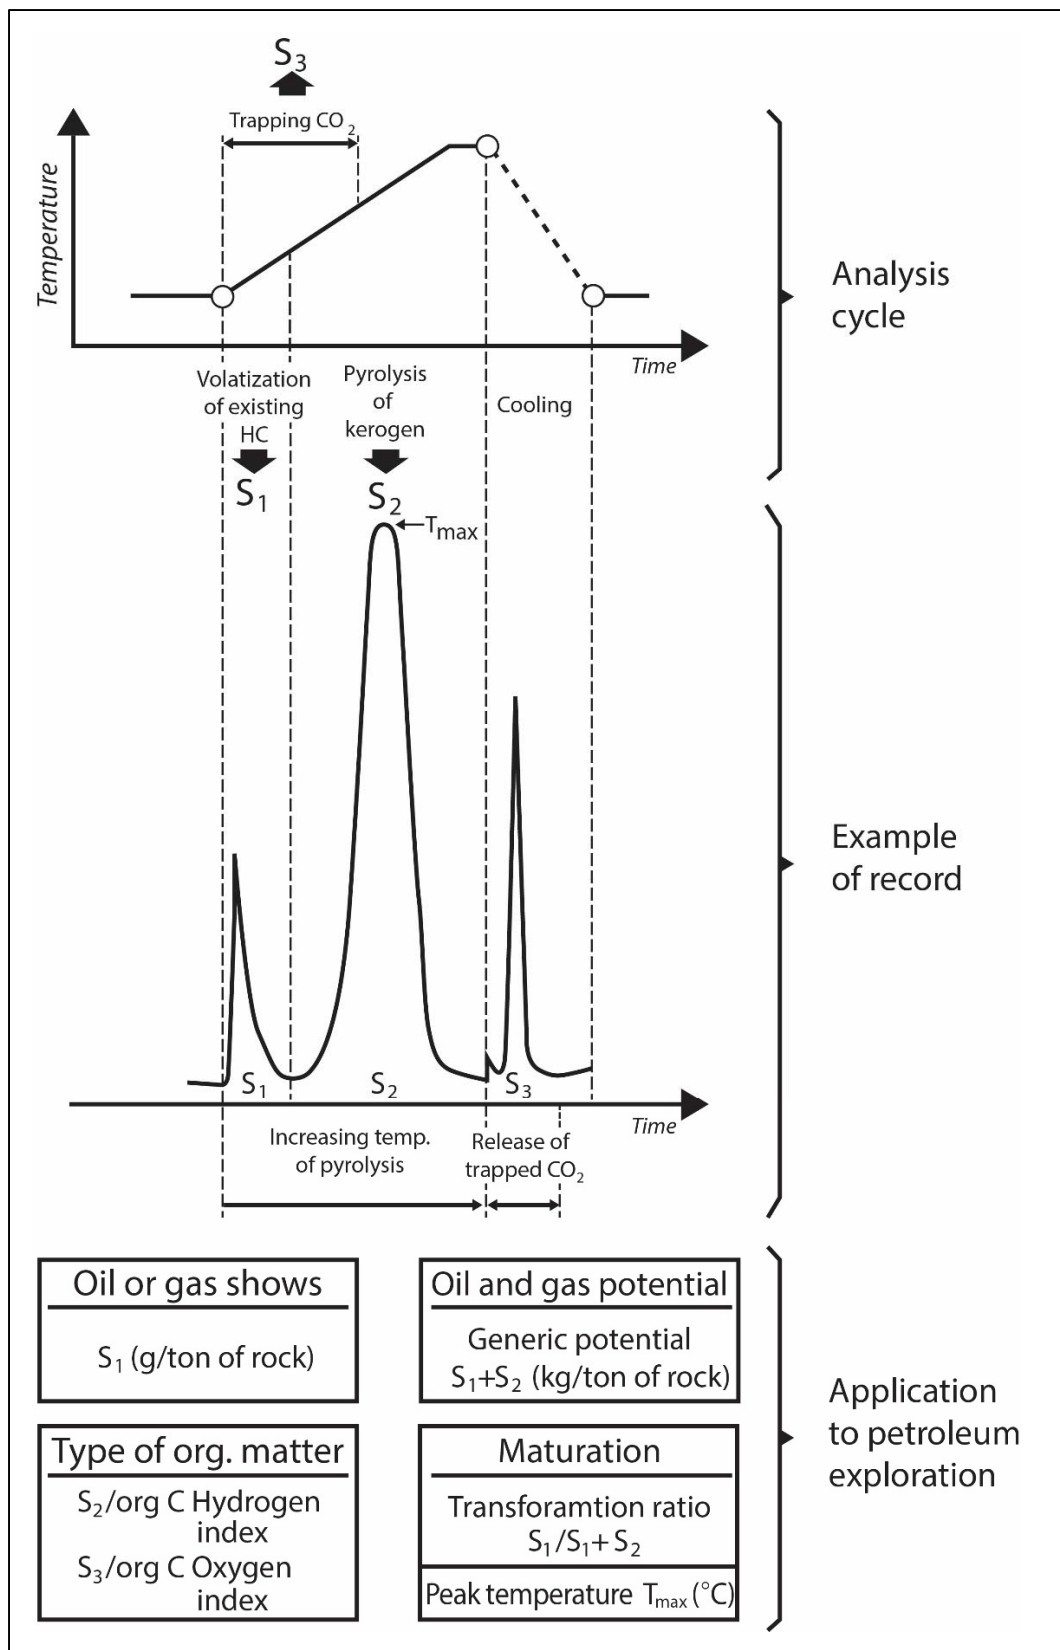 S3
Trapping CO2
Temperature
Time
Analysis
cycle
Volatization
of existing
HC
Pyrolysis
of
kerogen
Cooling
S1
S2
Tmax
Example
of record
S1
S2
S3
Time
Increasing temp.
of pyrolysis
Release of
trapped CO2
Oil or gas shows
S1 (g/ton of rock)
Oil and gas potential
Generic potential
S1+S2 (kg/ton of rock)
Type of org. matter
S2/org C Hydrogen
index
S3/org C Oxygen
index
Maturation
Transforamtion ratio
S1/S1+S2
Peak temperature Tmax (°C)
Application
to petroleum
exploration